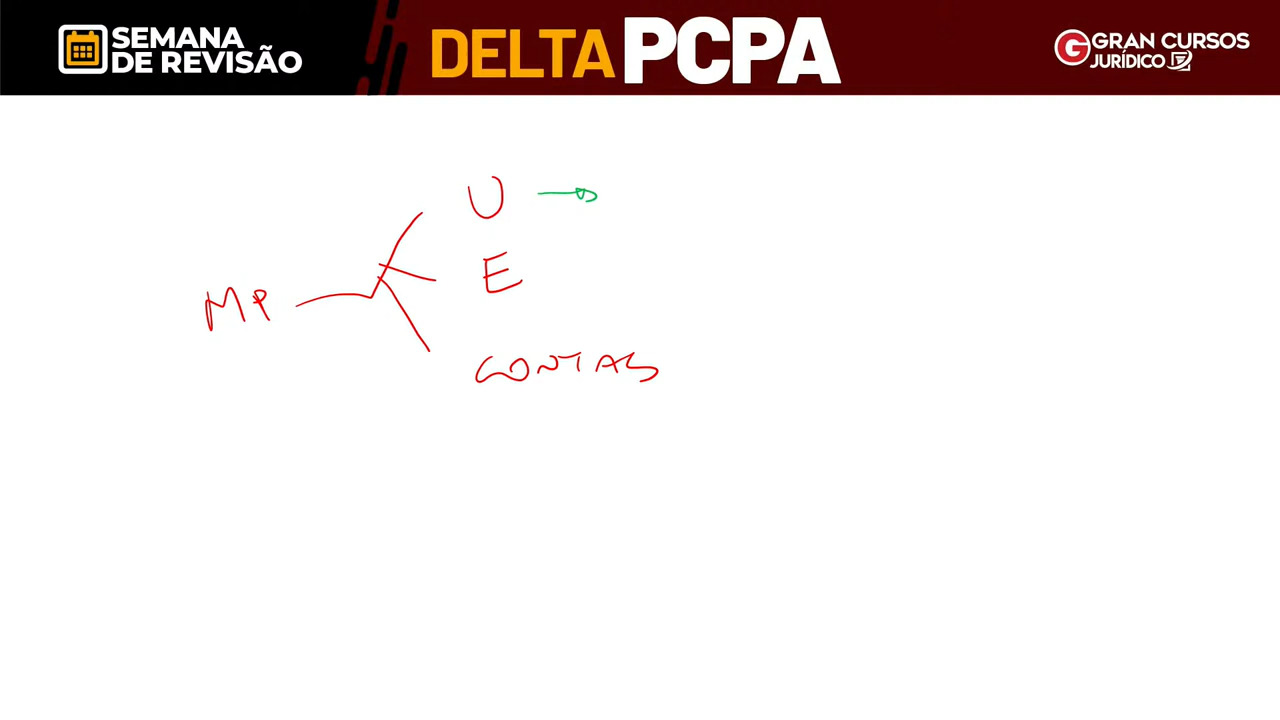 SEMANA
DE REVISÃO
DELTA PCPA
GRAN CURSOS
JURÍDICO
U
E
MP
CONTAS